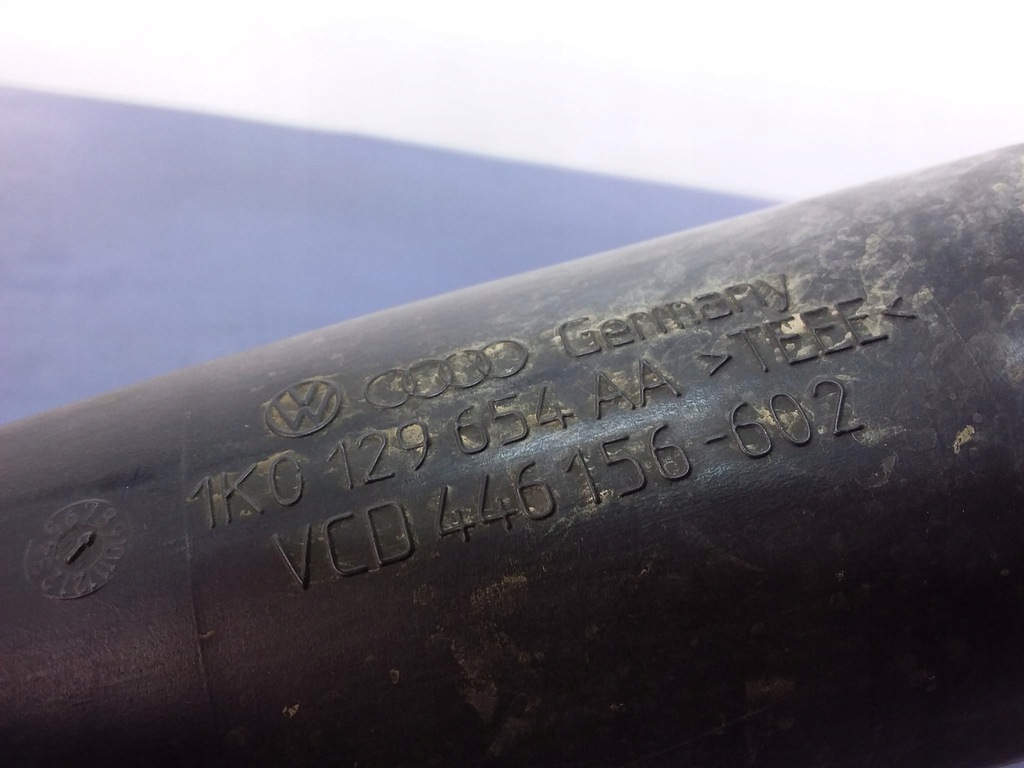 Germany
1K0 129 654 AA >TEEE<
VCD 446 156-602